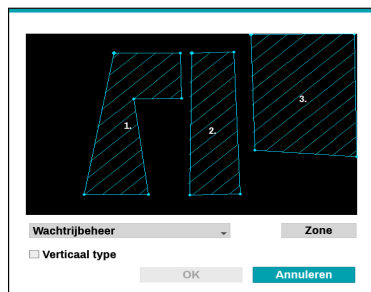 3.
1.
2.
Wachtrijbeheer
Zone
Verticaal type
OK
Annuleren